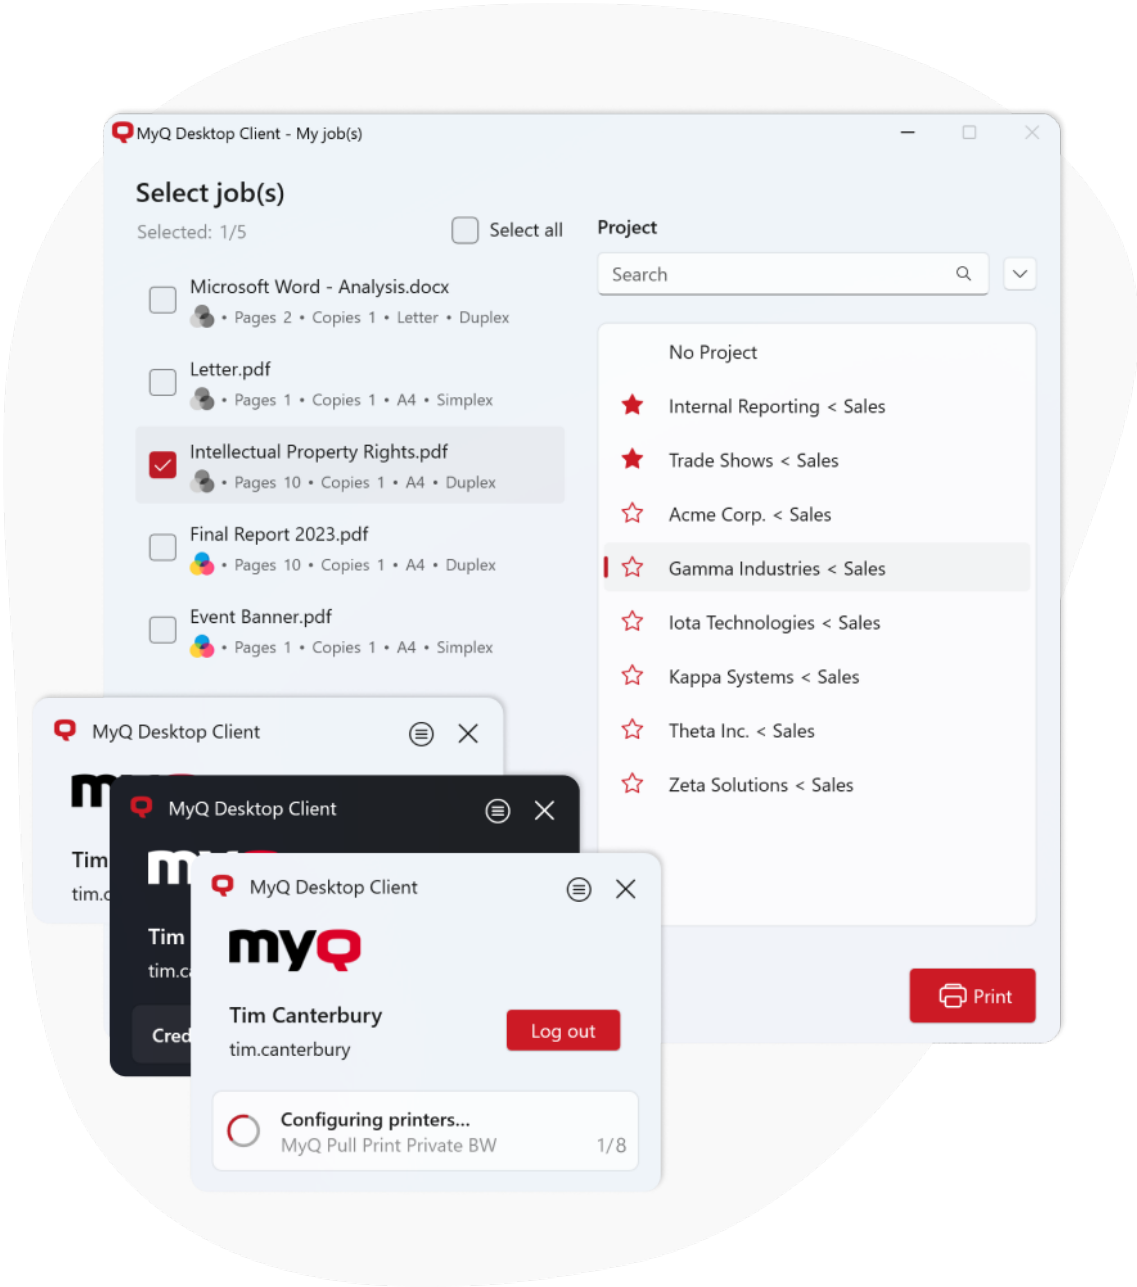 MyQ Desktop Client - My job(s)
Select job(s)
Selected: 1/5
Select all
Microsoft Word - Analysis.docx
• Pages 2 • Copies 1 • Letter • Duplex
Letter.pdf
• Pages 1 • Copies 1 • A4 • Simplex
Intellectual Property Rights.pdf
• Pages 10 • Copies 1 • A4 • Duplex
Final Report 2023.pdf
• Pages 10 • Copies 1 • A4 • Duplex
Event Banner.pdf
• Pages 1 • Copies 1 • A4 • Simplex
Project
Search
No Project
Internal Reporting < Sales
Trade Shows < Sales
Acme Corp. < Sales
Gamma Industries < Sales
Iota Technologies < Sales
Kappa Systems < Sales
Theta Inc. < Sales
Zeta Solutions < Sales
Print
MyQ Desktop Client
Tim
MyQ Desktop Client
Tim
MyQ Desktop Client
myQ
Tim Canterbury
tim.canterbury
Log out
Configuring printers...
MyQ Pull Print Private BW
1/8